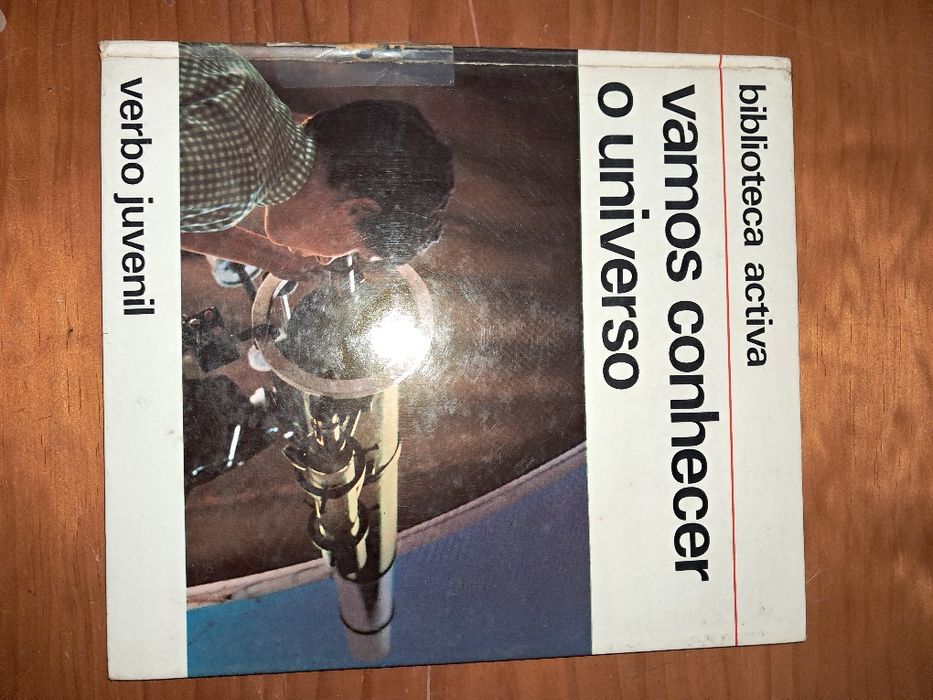 biblioteca activa
vamos conhecer
o universo
verbo juvenil